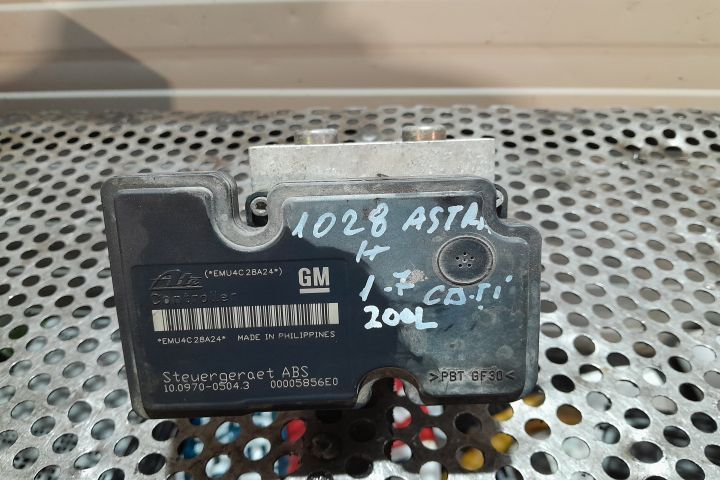 1028 ASTRA
H
1.7 CDTi
200L
Ate (*EMU4C28A24*) GM
Controller
*EMU4C28A24* MADE IN PHILIPPINES
Steuergeraet ABS
10.0970-0504.3 00005856E0
>PBT GF30<